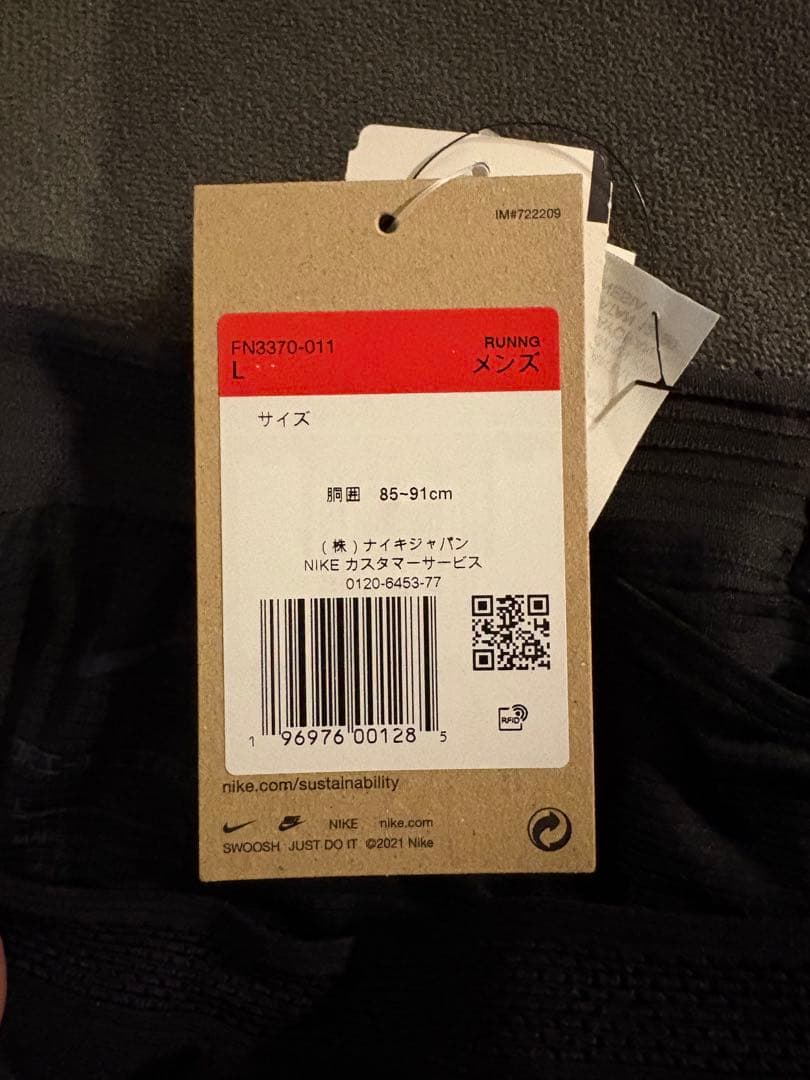 IM#722209
FN3370-011
L
RUNNG
メンズ
サイズ
胴囲 85~91cm
(株)ナイキジャパン
NIKE カスタマーサービス
0120-6453-77
RFID
1 96976 00128 5
nike.com/sustainability
NIKE nike.com
SWOOSH JUST DO IT ©2021 Nike